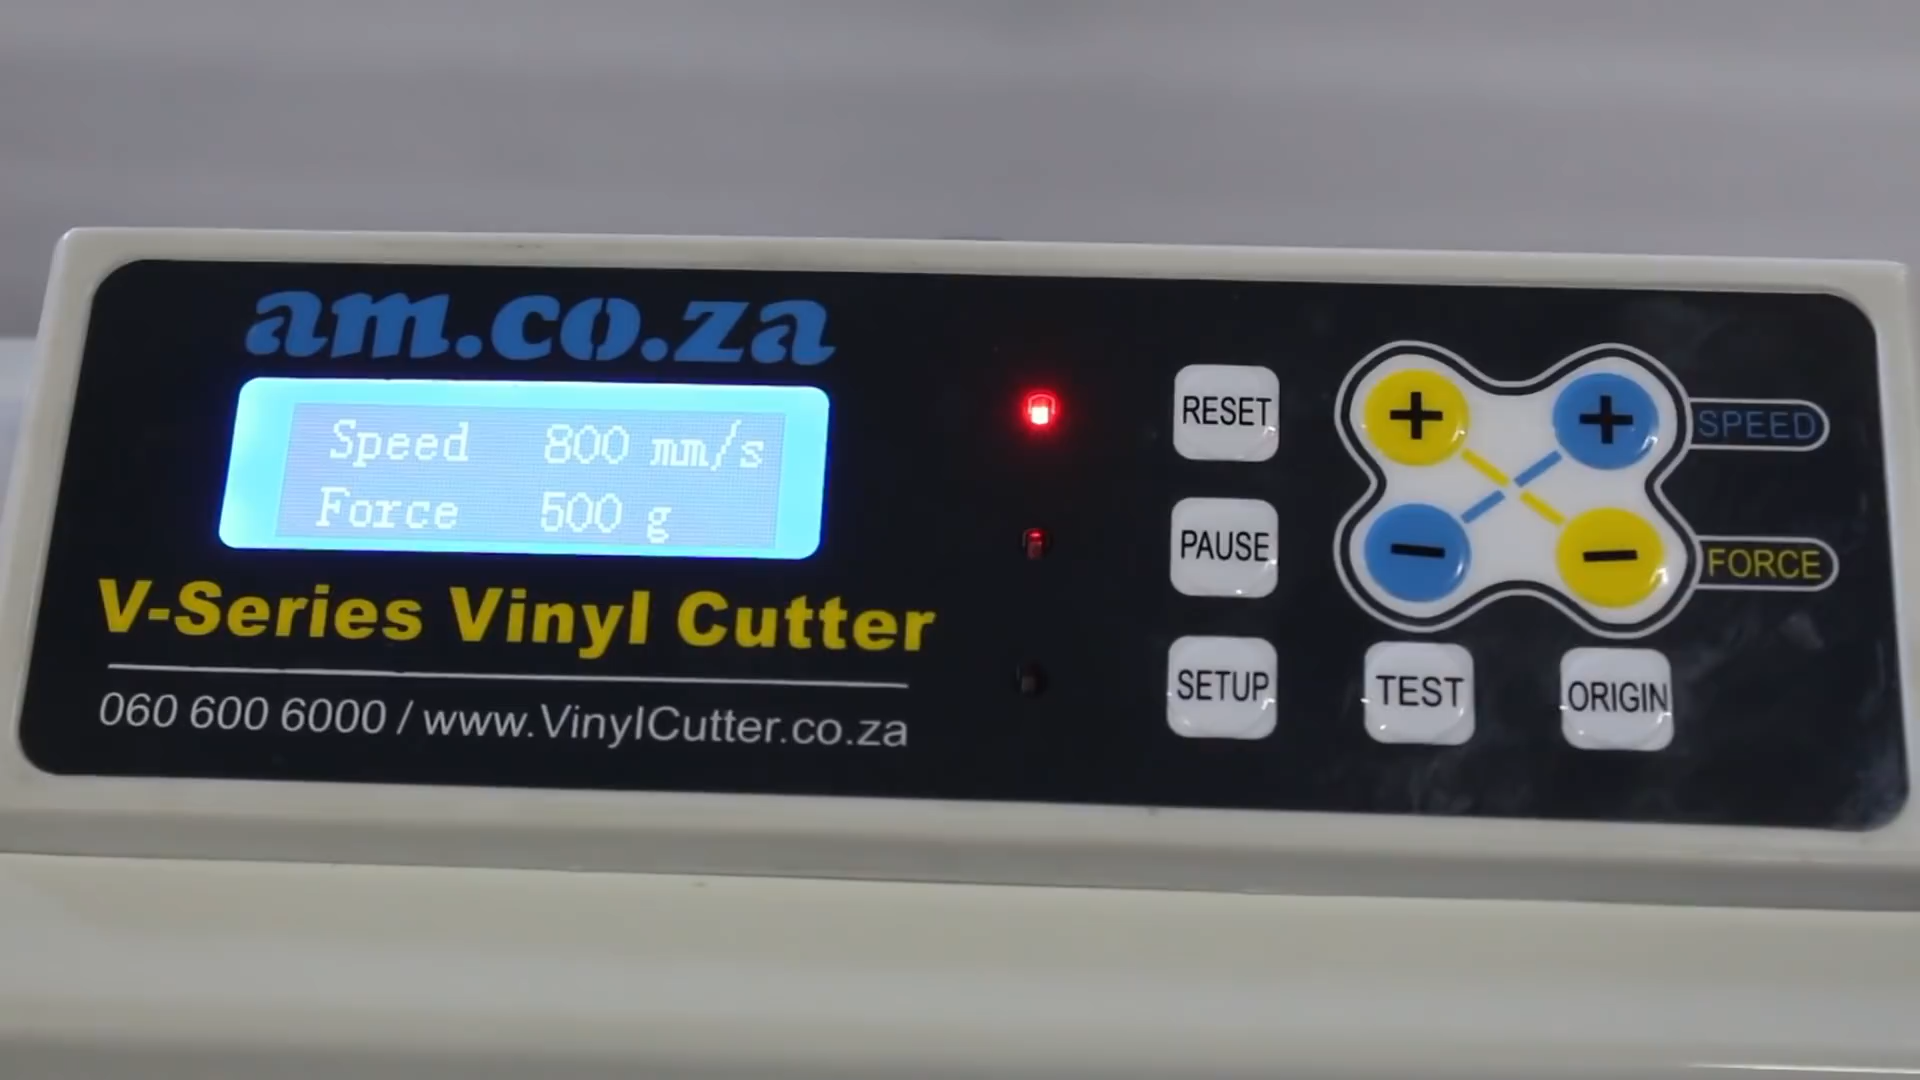 am.co.za
Speed 800 mm/s
Force 500 g
V-Series Vinyl Cutter
060 600 6000 / www.VinylCutter.co.za
RESET
PAUSE
SETUP
TEST
ORIGIN
+ + SPEED
− − FORCE